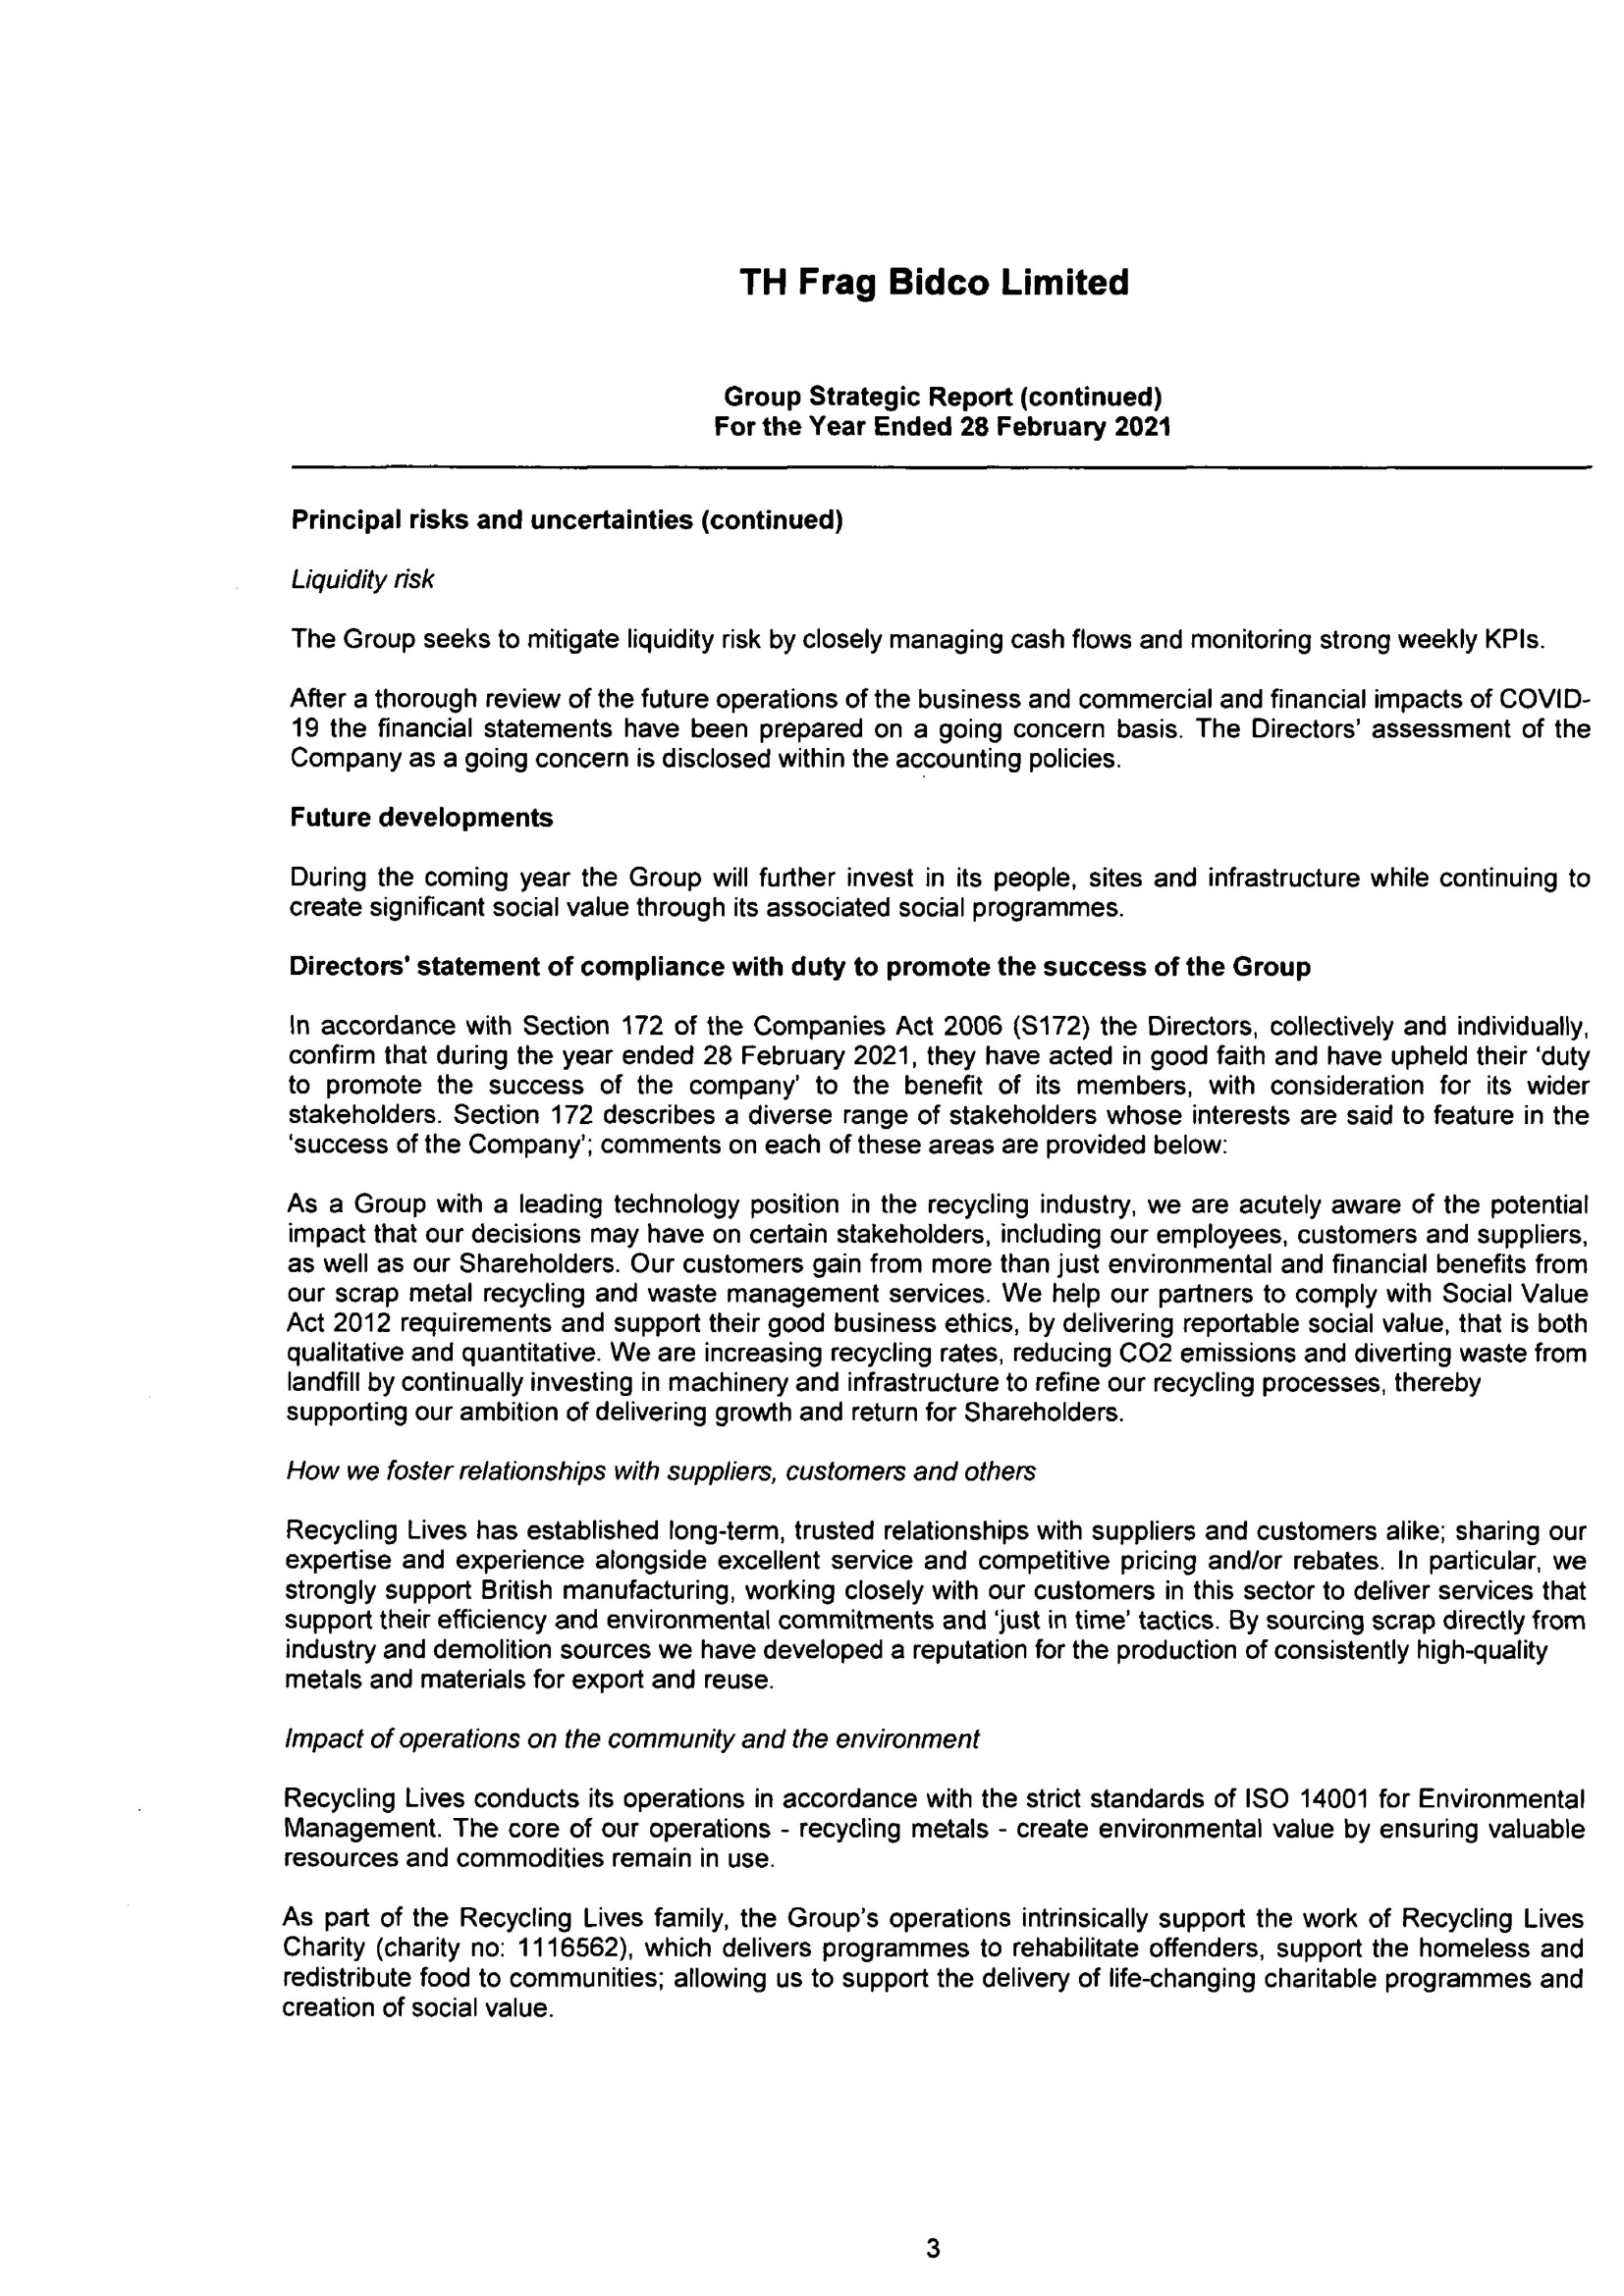 TH Frag Bidco Limited
Group Strategic Report (continued)
For the Year Ended 28 February 2021
Principal risks and uncertainties (continued)
Liquidity risk
The Group seeks to mitigate liquidity risk by closely managing cash flows and monitoring strong weekly KPIs.
After a thorough review of the future operations of the business and commercial and financial impacts of COVID-
19 the financial statements have been prepared on a going concern basis. The Directors' assessment of the
Company as a going concern is disclosed within the accounting policies.
Future developments
During the coming year the Group will further invest in its people, sites and infrastructure while continuing to
create significant social value through its associated social programmes.
Directors' statement of compliance with duty to promote the success of the Group
In accordance with Section 172 of the Companies Act 2006 (S172) the Directors, collectively and individually,
confirm that during the year ended 28 February 2021, they have acted in good faith and have upheld their 'duty
to promote the success of the company' to the benefit of its members, with consideration for its wider
stakeholders. Section 172 describes a diverse range of stakeholders whose interests are said to feature in the
'success of the Company'; comments on each of these areas are provided below:
As a Group with a leading technology position in the recycling industry, we are acutely aware of the potential
impact that our decisions may have on certain stakeholders, including our employees, customers and suppliers,
as well as our Shareholders. Our customers gain from more than just environmental and financial benefits from
our scrap metal recycling and waste management services. We help our partners to comply with Social Value
Act 2012 requirements and support their good business ethics, by delivering reportable social value, that is both
qualitative and quantitative. We are increasing recycling rates, reducing CO2 emissions and diverting waste from
landfill by continually investing in machinery and infrastructure to refine our recycling processes, thereby
supporting our ambition of delivering growth and return for Shareholders.
How we foster relationships with suppliers, customers and others
Recycling Lives has established long-term, trusted relationships with suppliers and customers alike; sharing our
expertise and experience alongside excellent service and competitive pricing and/or rebates. In particular, we
strongly support British manufacturing, working closely with our customers in this sector to deliver services that
support their efficiency and environmental commitments and 'just in time' tactics. By sourcing scrap directly from
industry and demolition sources we have developed a reputation for the production of consistently high-quality
metals and materials for export and reuse.
Impact of operations on the community and the environment
Recycling Lives conducts its operations in accordance with the strict standards of ISO 14001 for Environmental
Management. The core of our operations - recycling metals - create environmental value by ensuring valuable
resources and commodities remain in use.
As part of the Recycling Lives family, the Group's operations intrinsically support the work of Recycling Lives
Charity (charity no: 1116562), which delivers programmes to rehabilitate offenders, support the homeless and
redistribute food to communities; allowing us to support the delivery of life-changing charitable programmes and
creation of social value.
3